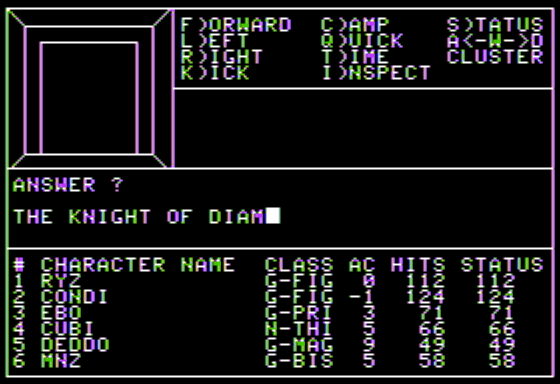 F)ORWARD C)AMP S)TATUS
L)EFT Q)UICK A<-W->D
R)IGHT T)IME CLUSTER
K)ICK I)NSPECT
ANSWER ?
THE KNIGHT OF DIAM
# CHARACTER NAME CLASS AC HITS STATUS
1 RYZ G-FIG 0 112 112
2 CONDI G-FIG -1 124 124
3 EBO G-PRI 3 71 71
4 CUBI N-THI 5 66 66
5 DEDDO G-MAG 9 49 49
6 MNZ G-BIS 5 58 58